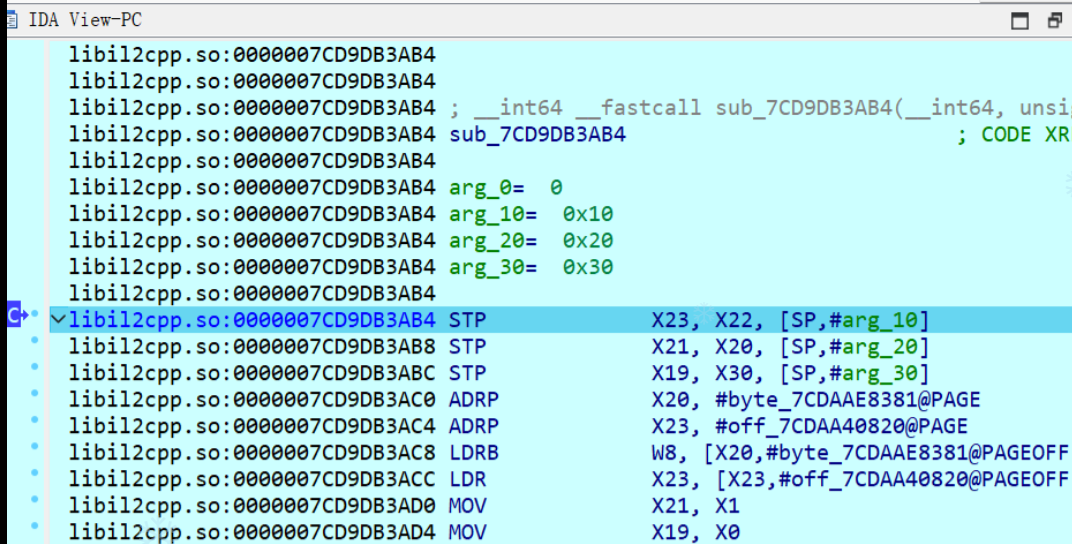 IDA View-PC
libil2cpp.so:0000007CD9DB3AB4
libil2cpp.so:0000007CD9DB3AB4
libil2cpp.so:0000007CD9DB3AB4 ; __int64 __fastcall sub_7CD9DB3AB4(__int64, unsi
libil2cpp.so:0000007CD9DB3AB4 sub_7CD9DB3AB4 ; CODE XR
libil2cpp.so:0000007CD9DB3AB4
libil2cpp.so:0000007CD9DB3AB4 arg_0= 0
libil2cpp.so:0000007CD9DB3AB4 arg_10= 0x10
libil2cpp.so:0000007CD9DB3AB4 arg_20= 0x20
libil2cpp.so:0000007CD9DB3AB4 arg_30= 0x30
libil2cpp.so:0000007CD9DB3AB4
libil2cpp.so:0000007CD9DB3AB4 STP X23, X22, [SP,#arg_10]
libil2cpp.so:0000007CD9DB3AB8 STP X21, X20, [SP,#arg_20]
libil2cpp.so:0000007CD9DB3ABC STP X19, X30, [SP,#arg_30]
libil2cpp.so:0000007CD9DB3AC0 ADRP X20, #byte_7CDAAE8381@PAGE
libil2cpp.so:0000007CD9DB3AC4 ADRP X23, #off_7CDAA40820@PAGE
libil2cpp.so:0000007CD9DB3AC8 LDRB W8, [X20,#byte_7CDAAE8381@PAGEOFF
libil2cpp.so:0000007CD9DB3ACC LDR X23, [X23,#off_7CDAA40820@PAGEOFF
libil2cpp.so:0000007CD9DB3AD0 MOV X21, X1
libil2cpp.so:0000007CD9DB3AD4 MOV X19, X0